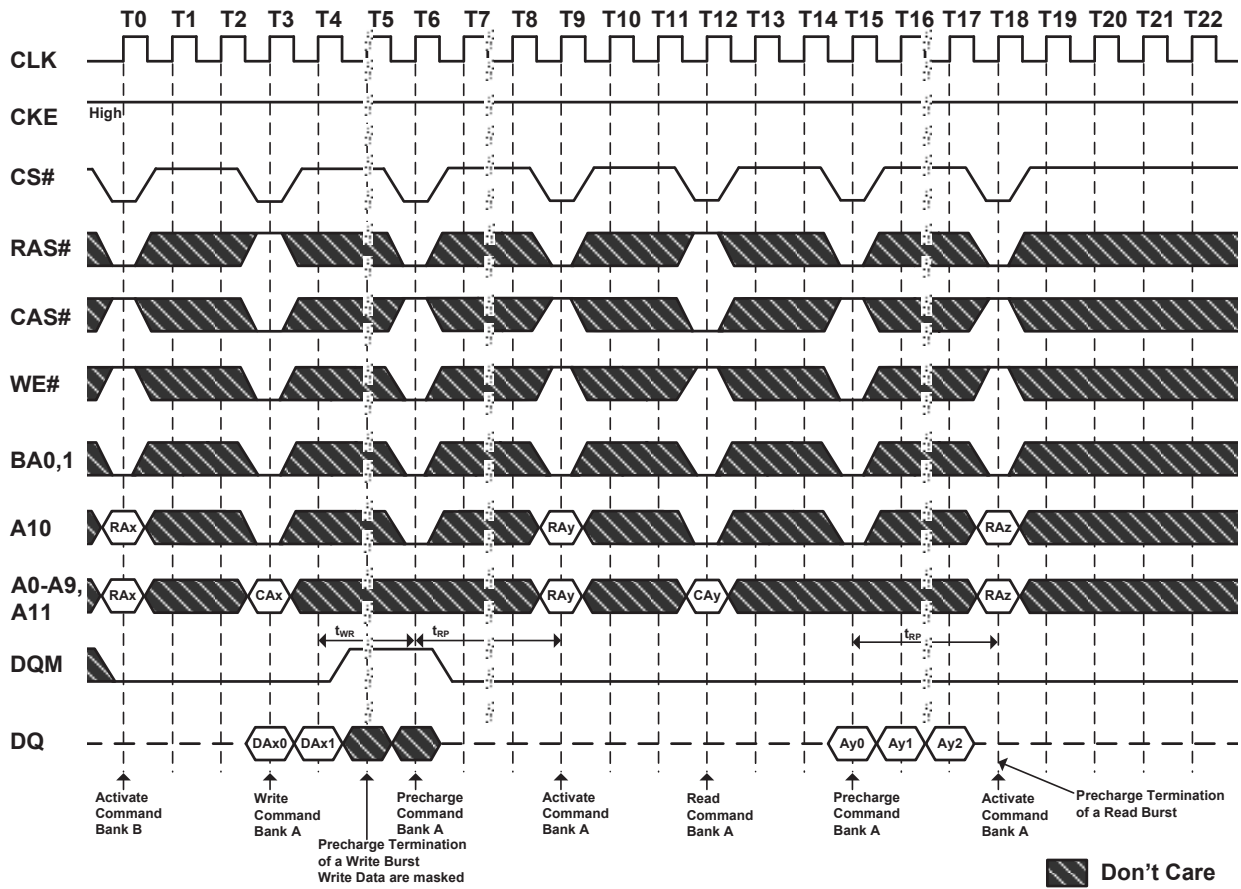 T0 T1 T2 T3 T4 T5 T6 T7 T8 T9 T10 T11 T12 T13 T14 T15 T16 T17 T18 T19 T20 T21 T22
CLK
CKE
High
CS#
RAS#
CAS#
WE#
BA0,1
A10
RAx
RAy
RAz
A0-A9,
A11
RAx
CAx
RAy
CAy
RAz
tWR
tRP
tRP
DQM
DQ
DAx0
DAx1
Ay0
Ay1
Ay2
Activate
Command
Bank B
Write
Command
Bank A
Precharge Termination
of a Write Burst
Write Data are masked
Precharge
Command
Bank A
Activate
Command
Bank A
Read
Command
Bank A
Precharge
Command
Bank A
Activate
Command
Bank A
Precharge Termination
of a Read Burst
Don't Care